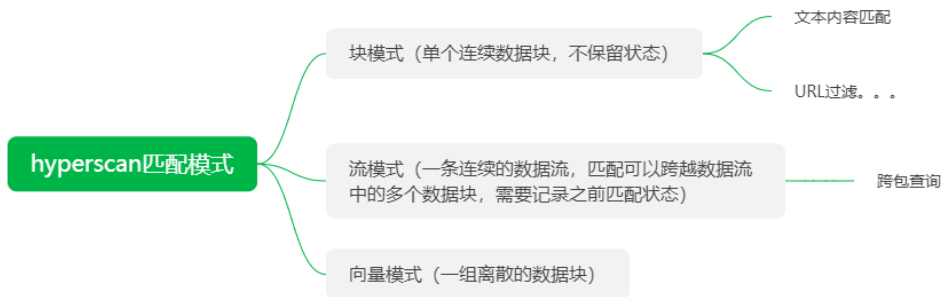 hyperscan匹配模式
块模式（单个连续数据块，不保留状态）
文本内容匹配
URL过滤。。。
流模式（一条连续的数据流，匹配可以跨越数据流
中的多个数据块，需要记录之前匹配状态）
跨包查询
向量模式（一组离散的数据块）